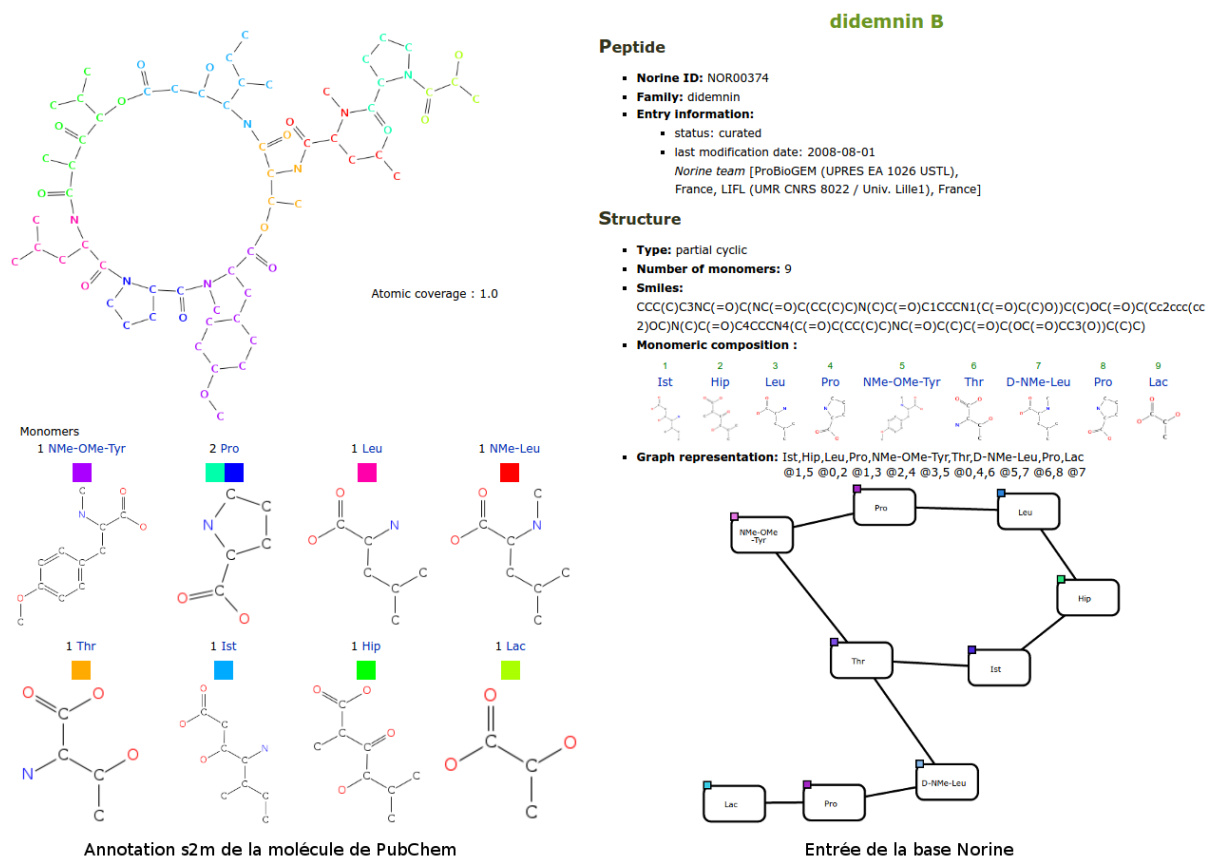 didemnin B
Peptide
Norine ID: NOR00374
Family: didemnin
Entry information:
status: curated
last modification date: 2008-08-01
Norine team [ProBioGEM (UPRES EA 1026 USTL),
France, LIFL (UMR CNRS 8022 / Univ. Lille1), France]
Structure
Type: partial cyclic
Number of monomers: 9
Smiles:
CCC(C)C3NC(=O)C(NC(=O)C(CC(C)C)N(C)C(=O)C1CCCN1(C(=O)C(C)O))C(C)OC(=O)C(Cc2ccc(cc
2)OC)N(C)C(=O)C4CCCN4(C(=O)C(CC(C)C)NC(=O)C(C)C(=O)C(OC(=O)CC3(O))C(C)C)
Monomeric composition :
1 2 3 4 5 6 7 8 9
Ist Hip Leu Pro NMe-OMe-Tyr Thr D-NMe-Leu Pro Lac
Graph representation: Ist,Hip,Leu,Pro,NMe-OMe-Tyr,Thr,D-NMe-Leu,Pro,Lac
@1,5 @0,2 @1,3 @2,4 @3,5 @0,4,6 @5,7 @6,8 @7
Pro
Leu
NMe-OMe
-Tyr
Hip
Thr
Ist
D-NMe-Leu
Lac
Pro
Entrée de la base Norine
Atomic coverage : 1.0
Monomers
1 NMe-OMe-Tyr
2 Pro
1 Leu
1 NMe-Leu
1 Thr
1 Ist
1 Hip
1 Lac
Annotation s2m de la molécule de PubChem